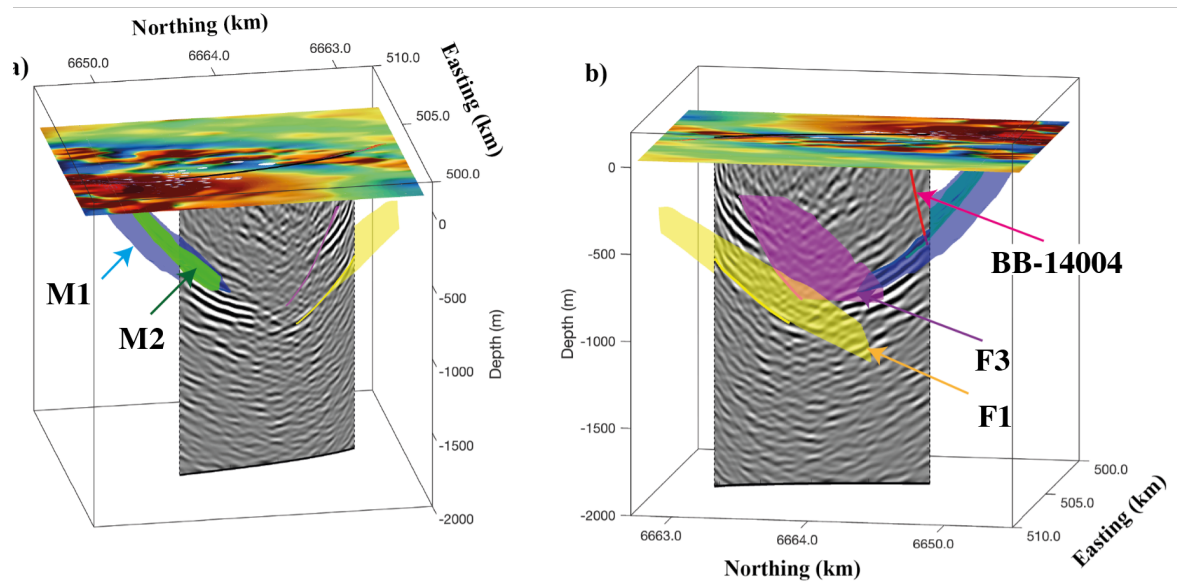 Northing (km)
6650.0
6664.0
6663.0
510.0
Easting (km)
505.0
500.0
a)
0
-500
-1000
-1500
-2000
Depth (m)
M1
M2
b)
0
-500
-1000
-1500
-2000
Depth (m)
BB-14004
F3
F1
500.0
505.0
510.0
Easting (km)
6663.0
6664.0
6650.0
Northing (km)